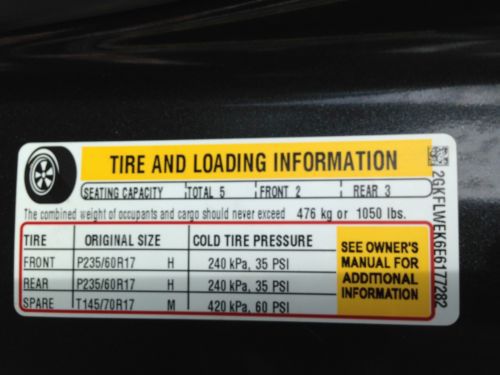 TIRE AND LOADING INFORMATION
SEATING CAPACITY TOTAL 5 FRONT 2 REAR 3
The combined weight of occupants and cargo should never exceed 476 kg or 1050 lbs.
TIRE ORIGINAL SIZE COLD TIRE PRESSURE
FRONT P235/60R17 H 240 kPa, 35 PSI
REAR P235/60R17 H 240 kPa, 35 PSI
SPARE T145/70R17 M 420 kPa, 60 PSI
SEE OWNER'S
MANUAL FOR
ADDITIONAL
INFORMATION
2GKFLWEK6E6177282